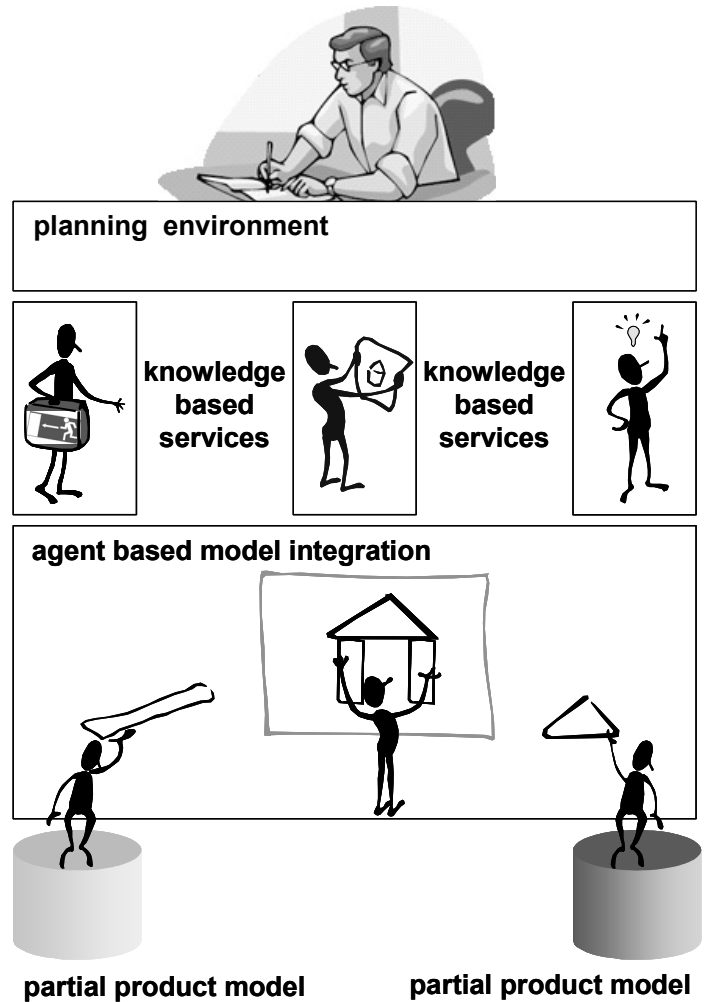 planning environment
knowledge
based
services
knowledge
based
services
agent based model integration
partial product model
partial product model